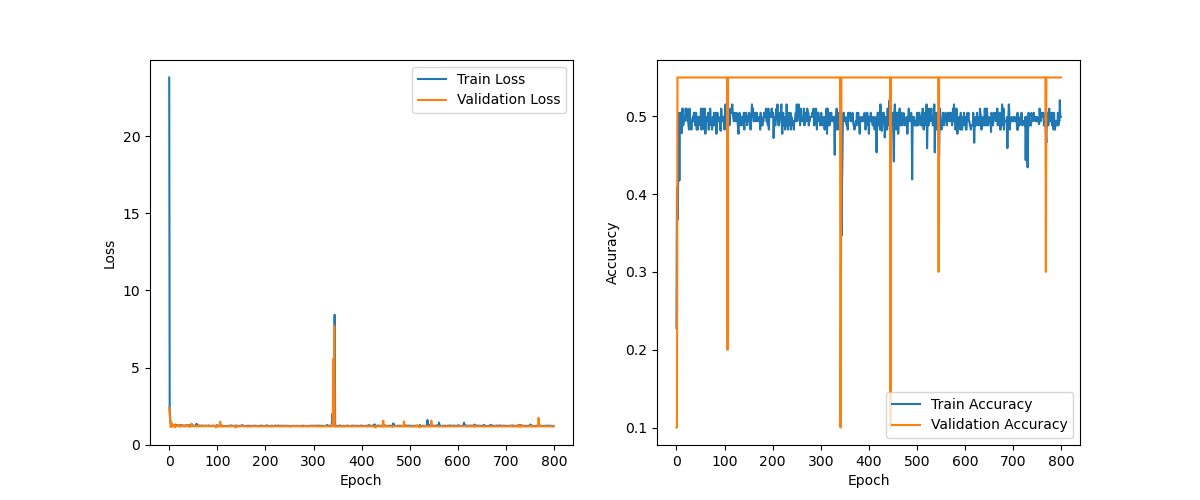 Train Loss
Validation Loss
20
15
10
5
0
Loss
0 100 200 300 400 500 600 700 800
Epoch
0.5
0.4
0.3
0.2
0.1
Accuracy
Train Accuracy
Validation Accuracy
0 100 200 300 400 500 600 700 800
Epoch